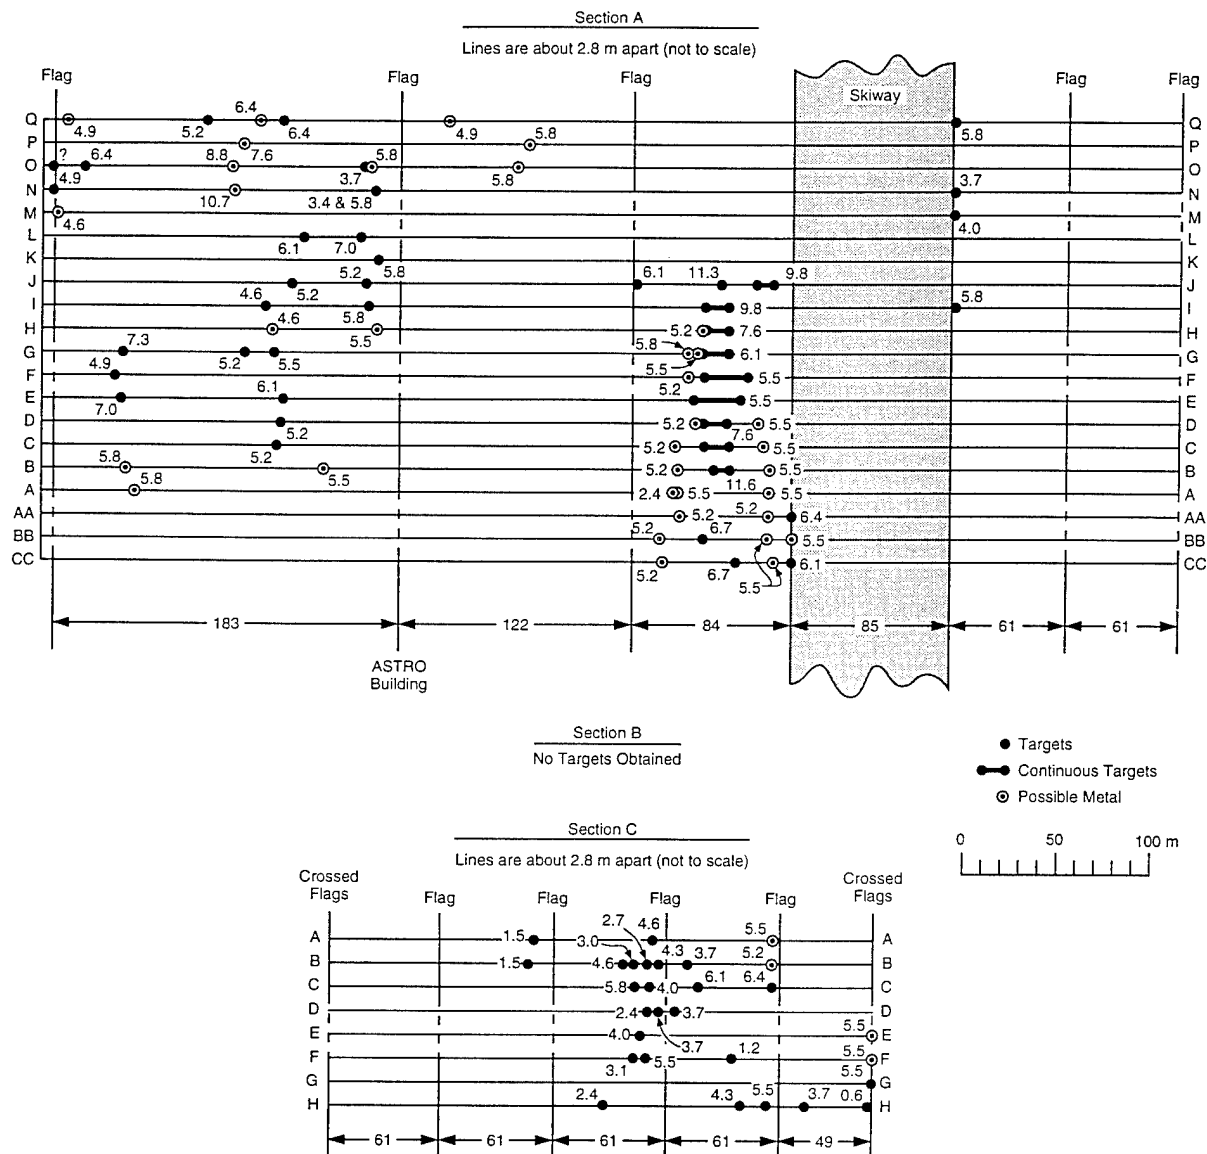 Section A
Lines are about 2.8 m apart (not to scale)
Flag Flag Flag Flag Flag
Skiway
Q 4.9 5.2 6.4 6.4 4.9 5.8 Q
P 7.6 5.8 P
O ? 6.4 8.8 3.7 5.8 5.8 O
N 4.9 10.7 3.4 & 5.8 3.7 N
M 4.6 4.0 M
L 6.1 7.0 L
K 5.8 K
J 5.2 5.2 6.1 11.3 9.8 J
I 4.6 5.8 9.8 5.8 I
H 4.6 5.5 5.2 7.6 H
G 7.3 5.2 5.5 5.8 5.5 6.1 G
F 4.9 5.2 5.5 F
E 7.0 6.1 5.5 E
D 5.2 5.2 7.6 5.5 D
C 5.2 5.2 5.5 C
B 5.8 5.5 5.2 11.6 5.5 B
A 5.8 2.4 5.5 5.5 A
AA 5.2 5.2 6.4 AA
BB 5.2 6.7 5.5 BB
CC 5.2 6.7 5.5 6.1 CC
183 122 84 85 61 61
ASTRO
Building
Section B
No Targets Obtained
Targets
Continuous Targets
Possible Metal
0 50 100 m
Section C
Lines are about 2.8 m apart (not to scale)
Crossed
Flags
Flag Flag Flag Flag
Crossed
Flags
A 1.5 4.6 5.5 A
B 1.5 4.6 3.0 2.7 4.3 3.7 5.2 B
C 5.8 4.0 6.1 6.4 C
D 2.4 3.7 3.7 D
E 4.0 5.5 E
F 3.1 5.5 1.2 5.5 F
G 5.5 G
H 2.4 4.3 5.5 3.7 0.6 H
61 61 61 61 49